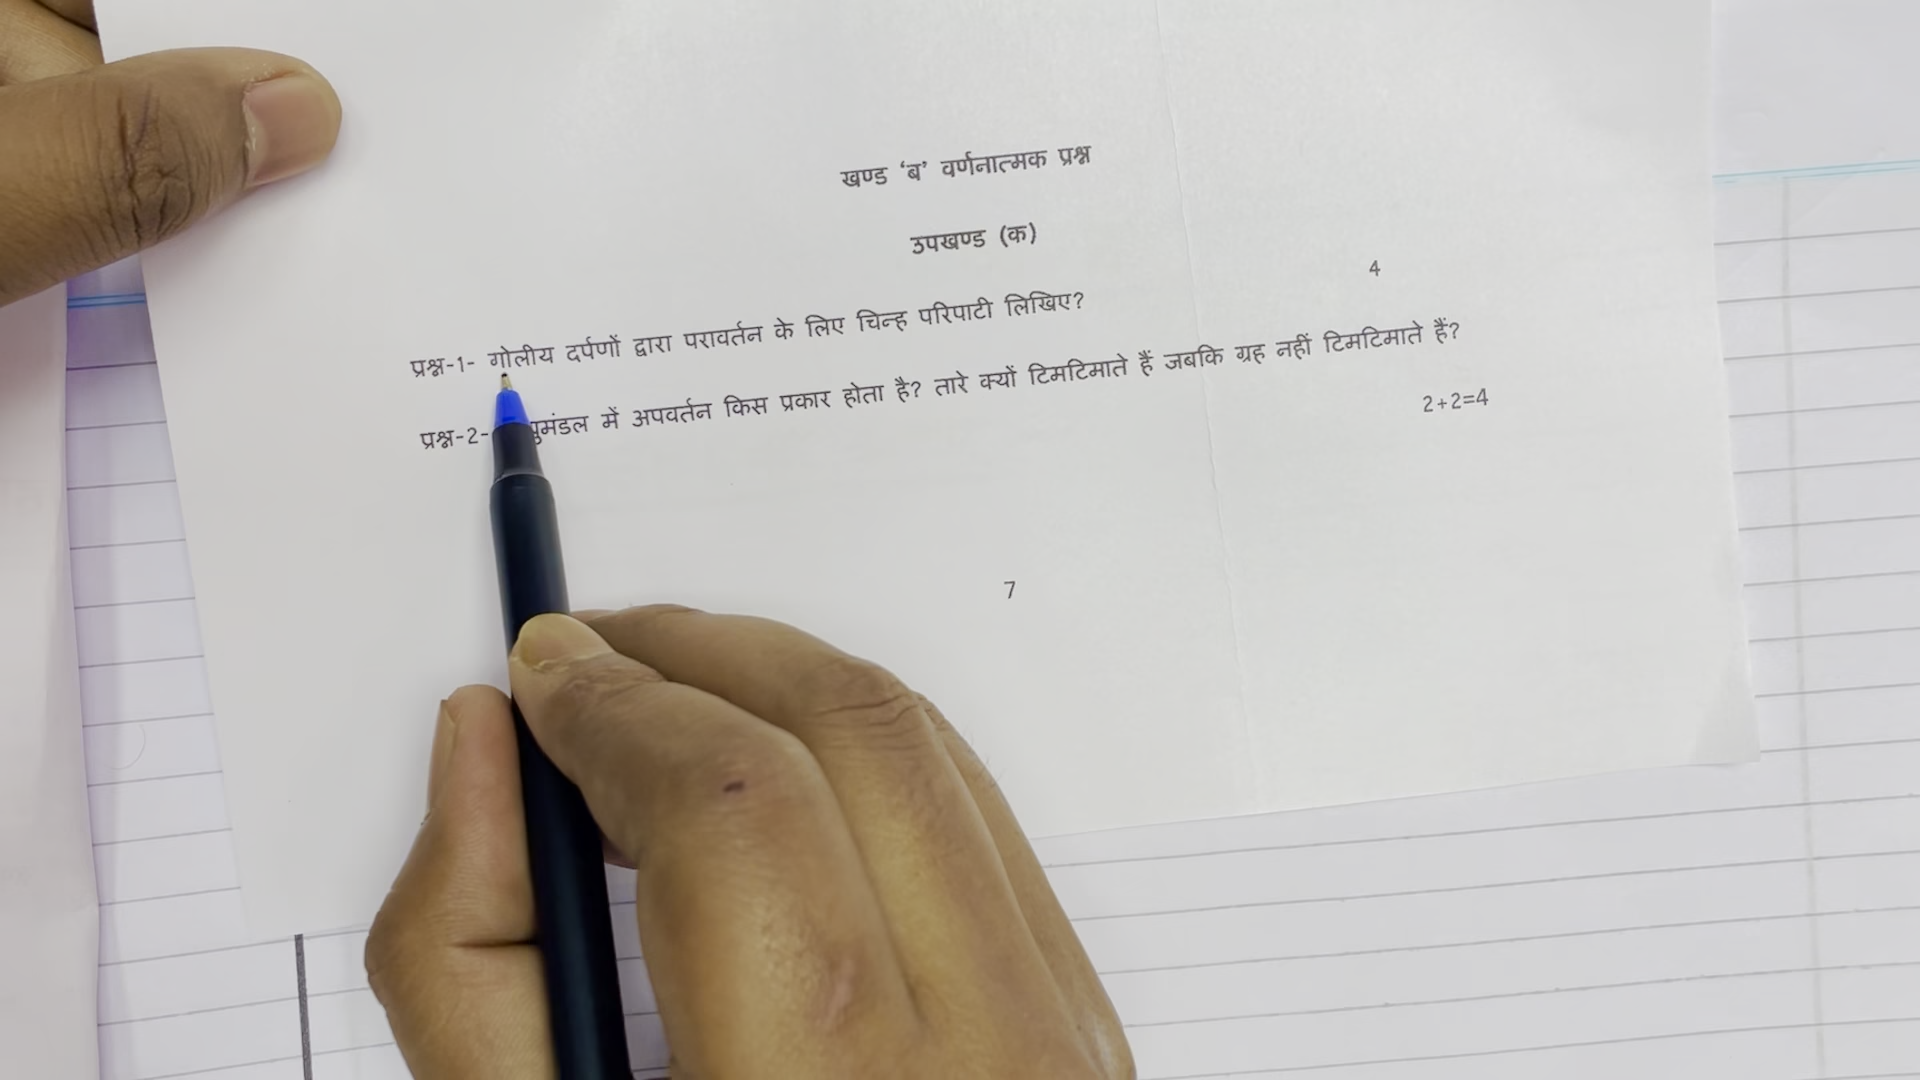 खण्ड ‘ब’ वर्णनात्मक प्रश्न
उपखण्ड (क)
प्रश्न-1- गोलीय दर्पणों द्वारा परावर्तन के लिए चिन्ह परिपाटी लिखिए? 4
प्रश्न-2- में अपवर्तन किस प्रकार होता है? तारे क्यों टिमटिमाते हैं जबकि ग्रह नहीं टिमटिमाते हैं?
2+2=4
7